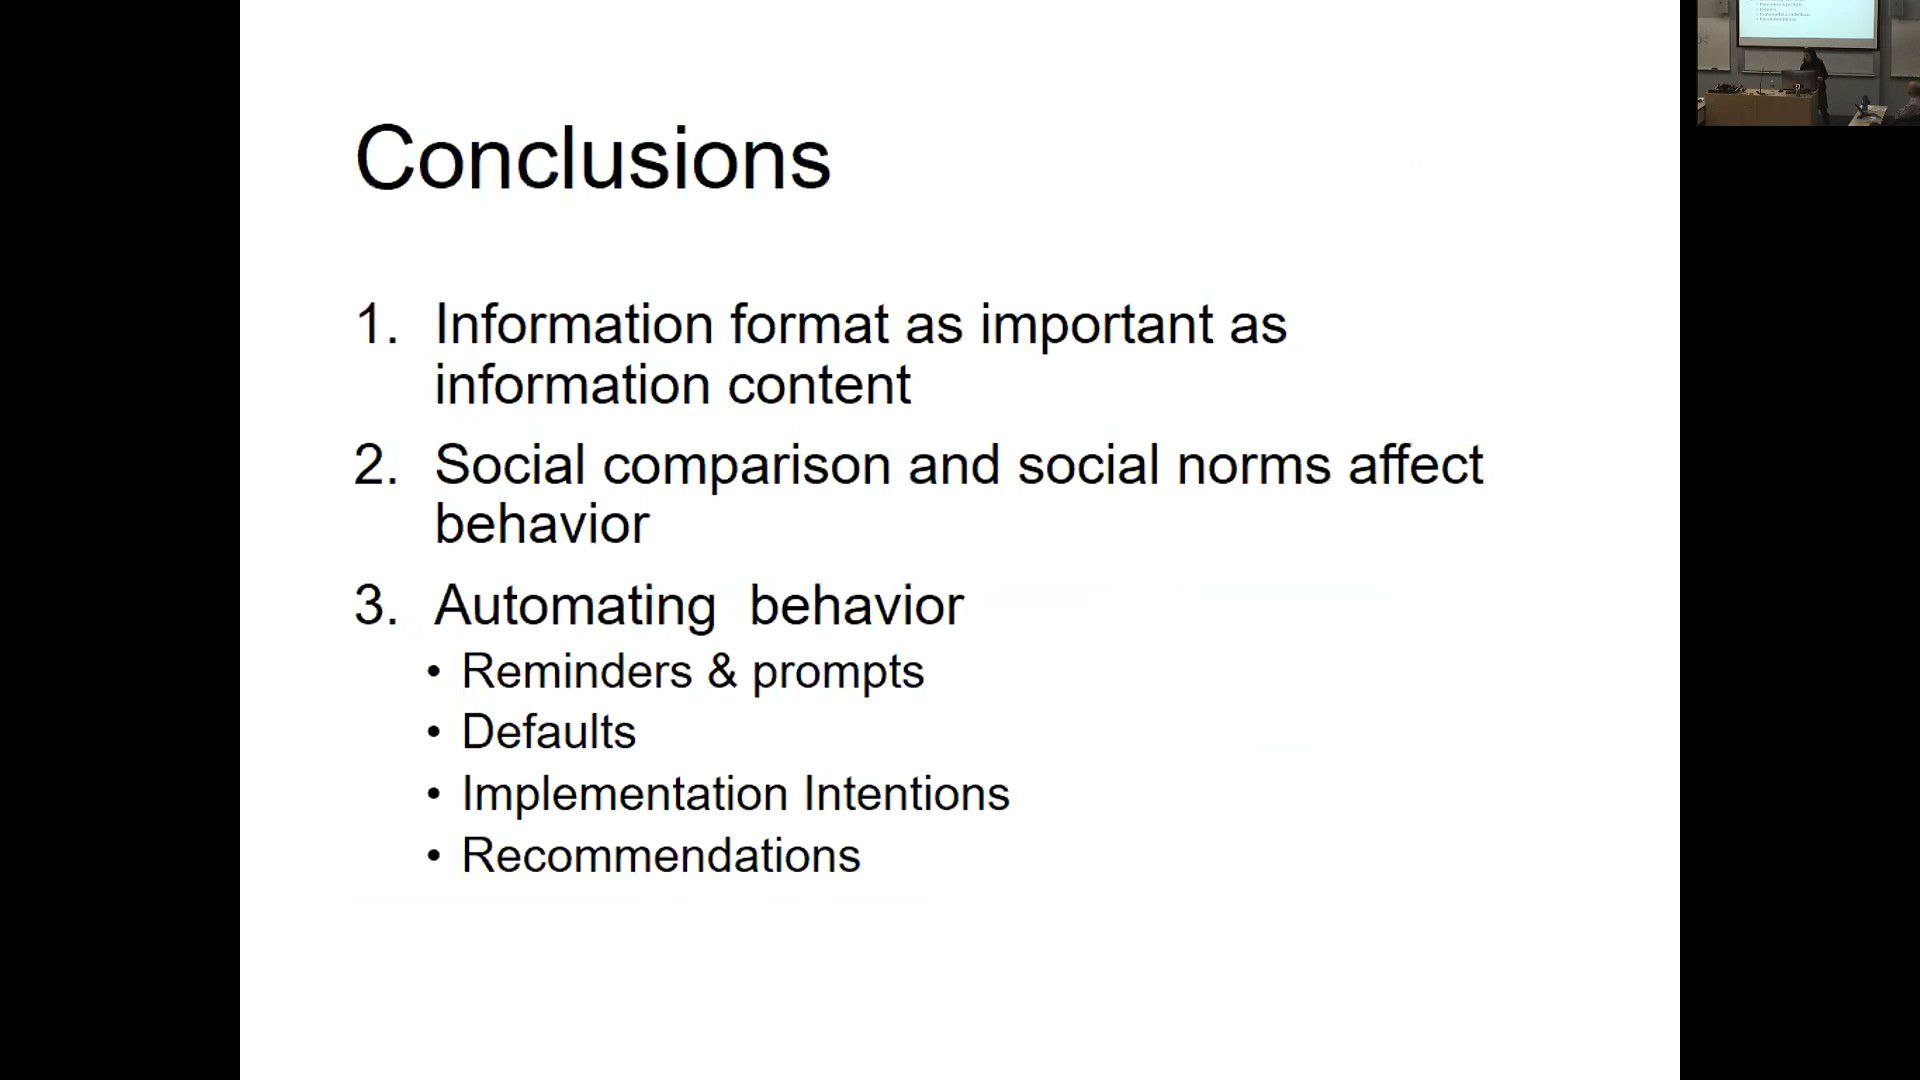 Conclusions
1. Information format as important as
information content
2. Social comparison and social norms affect
behavior
3. Automating  behavior
• Reminders & prompts
• Defaults
• Implementation Intentions
• Recommendations